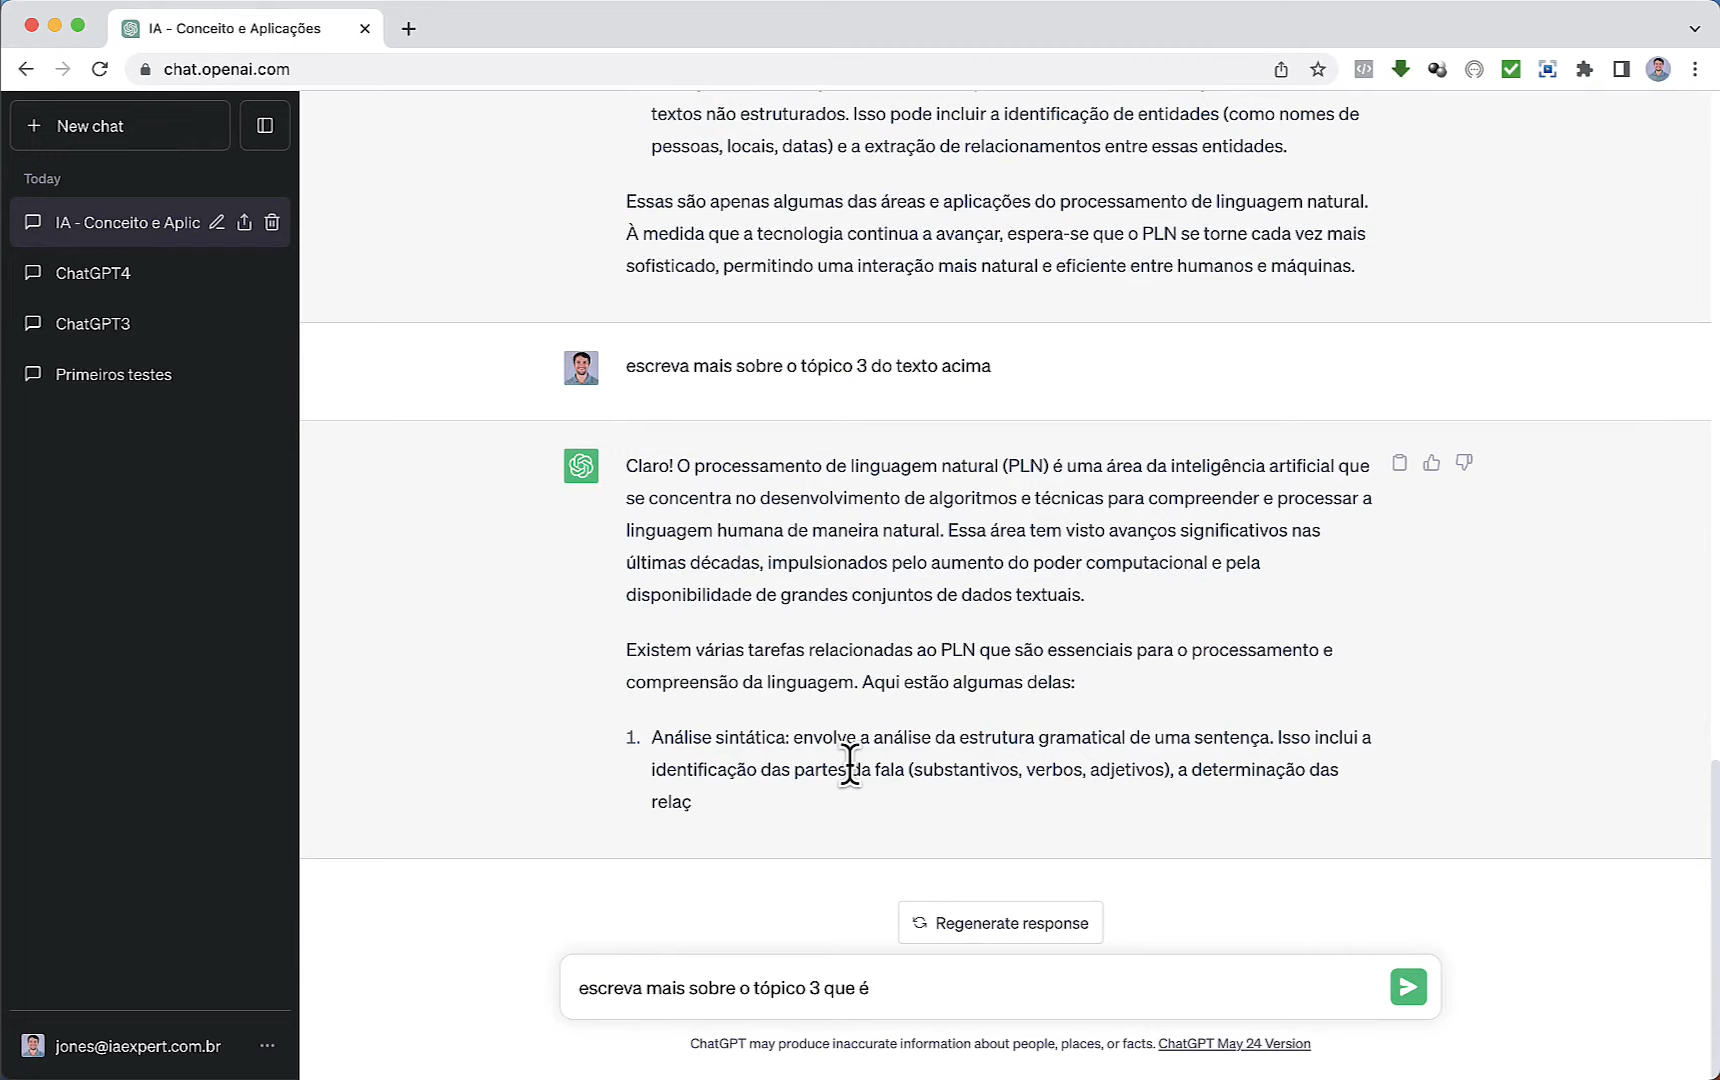 IA - Conceito e Aplicações
chat.openai.com
New chat
Today
IA - Conceito e Aplic
ChatGPT4
ChatGPT3
Primeiros testes
jones@iaexpert.com.br
textos não estruturados. Isso pode incluir a identificação de entidades (como nomes de
pessoas, locais, datas) e a extração de relacionamentos entre essas entidades.
Essas são apenas algumas das áreas e aplicações do processamento de linguagem natural.
À medida que a tecnologia continua a avançar, espera-se que o PLN se torne cada vez mais
sofisticado, permitindo uma interação mais natural e eficiente entre humanos e máquinas.
escreva mais sobre o tópico 3 do texto acima
Claro! O processamento de linguagem natural (PLN) é uma área da inteligência artificial que
se concentra no desenvolvimento de algoritmos e técnicas para compreender e processar a
linguagem humana de maneira natural. Essa área tem visto avanços significativos nas
últimas décadas, impulsionados pelo aumento do poder computacional e pela
disponibilidade de grandes conjuntos de dados textuais.
Existem várias tarefas relacionadas ao PLN que são essenciais para o processamento e
compreensão da linguagem. Aqui estão algumas delas:
1. Análise sintática: envolve a análise da estrutura gramatical de uma sentença. Isso inclui a
identificação das partes da fala (substantivos, verbos, adjetivos), a determinação das
relaç
Regenerate response
escreva mais sobre o tópico 3 que é
ChatGPT may produce inaccurate information about people, places, or facts. ChatGPT May 24 Version